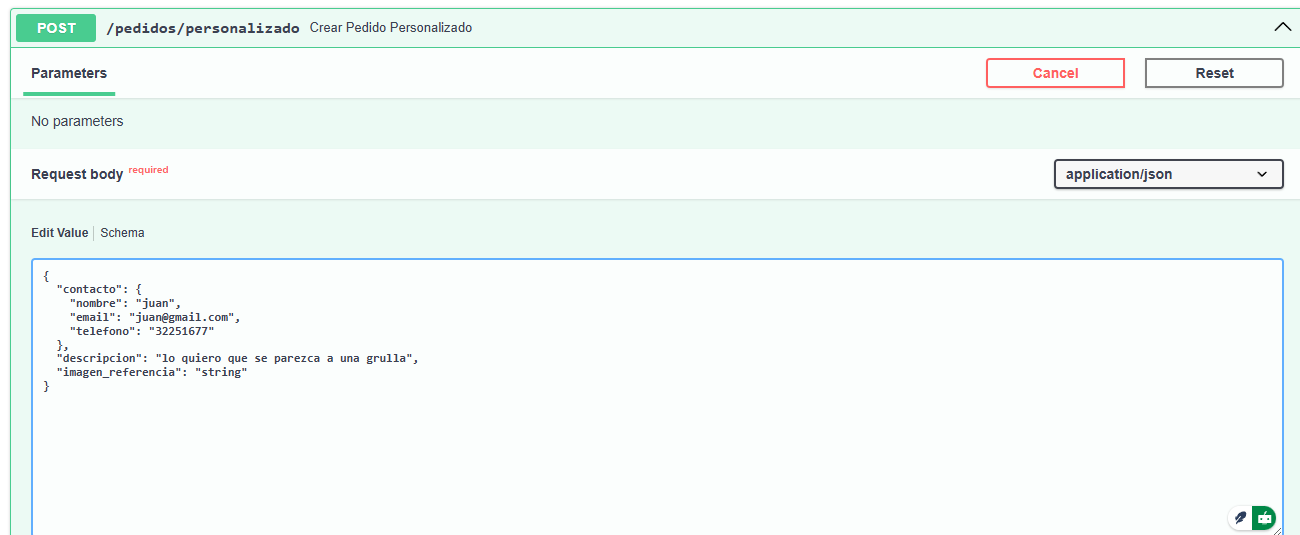 POST /pedidos/personalizado Crear Pedido Personalizado
Parameters
Cancel
Reset
No parameters
Request body required
application/json
Edit Value | Schema
{
  "contacto": {
    "nombre": "juan",
    "email": "juan@gmail.com",
    "telefono": "32251677"
  },
  "descripcion": "lo quiero que se parezca a una grulla",
  "imagen_referencia": "string"
}